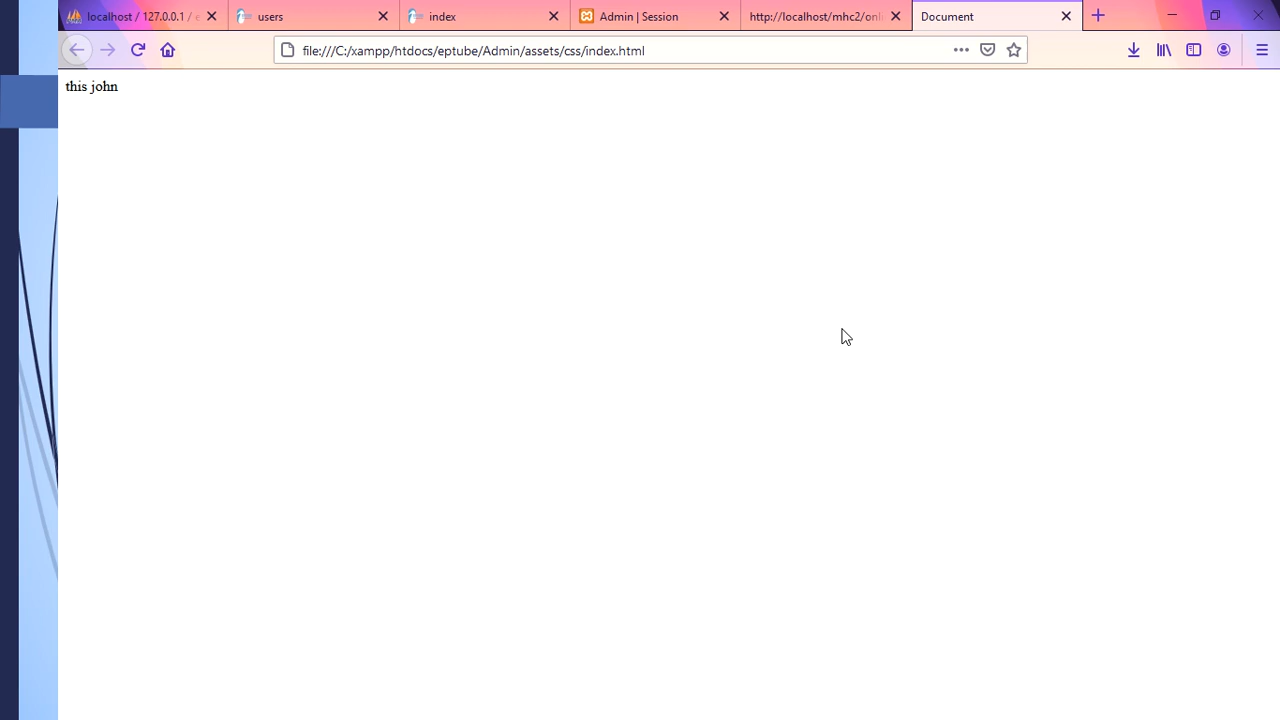 localhost / 127.0.0.1 / e
users
index
Admin | Session
http://localhost/mhc2/onli
Document
file:///C:/xampp/htdocs/eptube/Admin/assets/css/index.html
this john